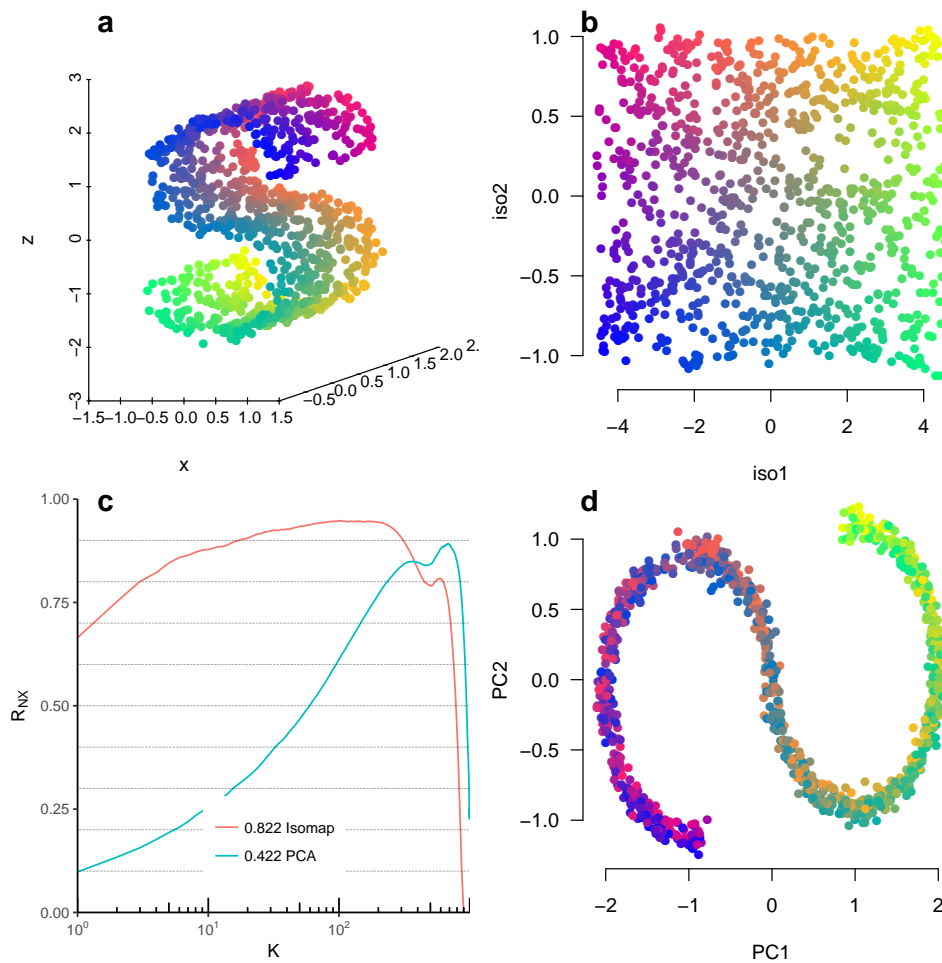 a
3
2
1
0
−1
−2
−3
z
−1.5 −1.0 −0.5 0.0 0.5 1.0 1.5
−0.5 0.0 0.5 1.0 1.5 2.0 2.
x
b
1.0
0.5
0.0
−0.5
−1.0
iso2
−4 −2 0 2 4
iso1
c
1.00
0.75
0.50
0.25
0.00
R_NX
0.822 Isomap
0.422 PCA
10^0 10^1 10^2
K
d
1.0
0.5
0.0
−0.5
−1.0
PC2
−2 −1 0 1 2
PC1